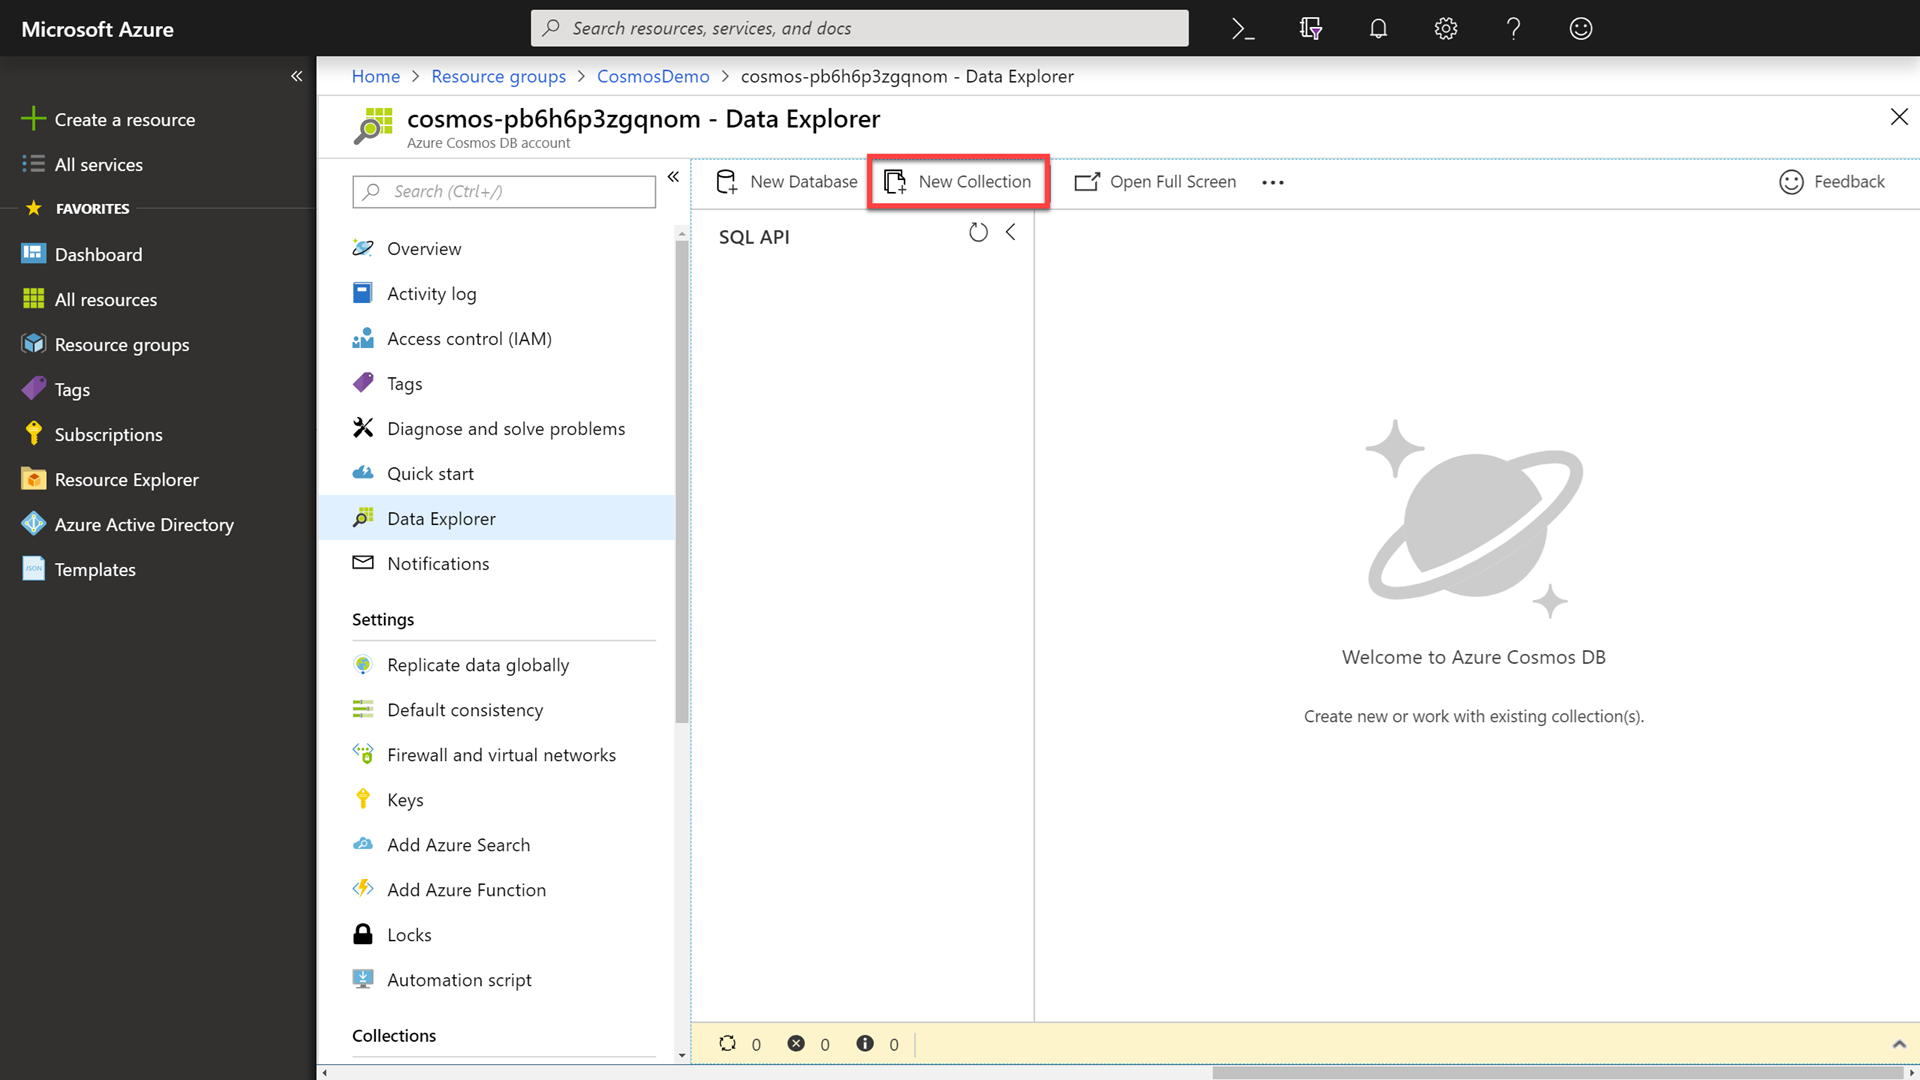 Microsoft Azure
Search resources, services, and docs
Create a resource
All services
FAVORITES
Dashboard
All resources
Resource groups
Tags
Subscriptions
Resource Explorer
Azure Active Directory
JSON
Templates
Home > Resource groups > CosmosDemo > cosmos-pb6h6p3zgqnom - Data Explorer
cosmos-pb6h6p3zgqnom - Data Explorer
Azure Cosmos DB account
Search (Ctrl+/)
Overview
Activity log
Access control (IAM)
Tags
Diagnose and solve problems
Quick start
Data Explorer
Notifications
Settings
Replicate data globally
Default consistency
Firewall and virtual networks
Keys
Add Azure Search
Add Azure Function
Locks
Automation script
Collections
New Database
New Collection
Open Full Screen
Feedback
SQL API
Welcome to Azure Cosmos DB
Create new or work with existing collection(s).
0 0 0